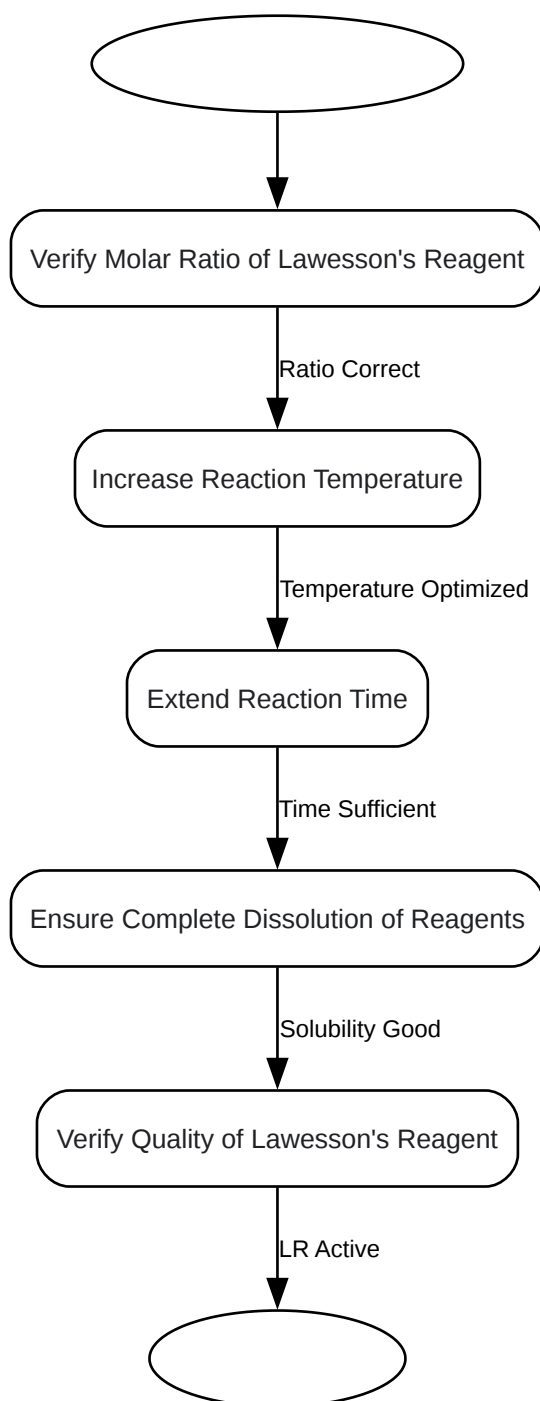 Verify Molar Ratio of Lawesson's Reagent
Ratio Correct
Increase Reaction Temperature
Temperature Optimized
Extend Reaction Time
Time Sufficient
Ensure Complete Dissolution of Reagents
Solubility Good
Verify Quality of Lawesson's Reagent
LR Active